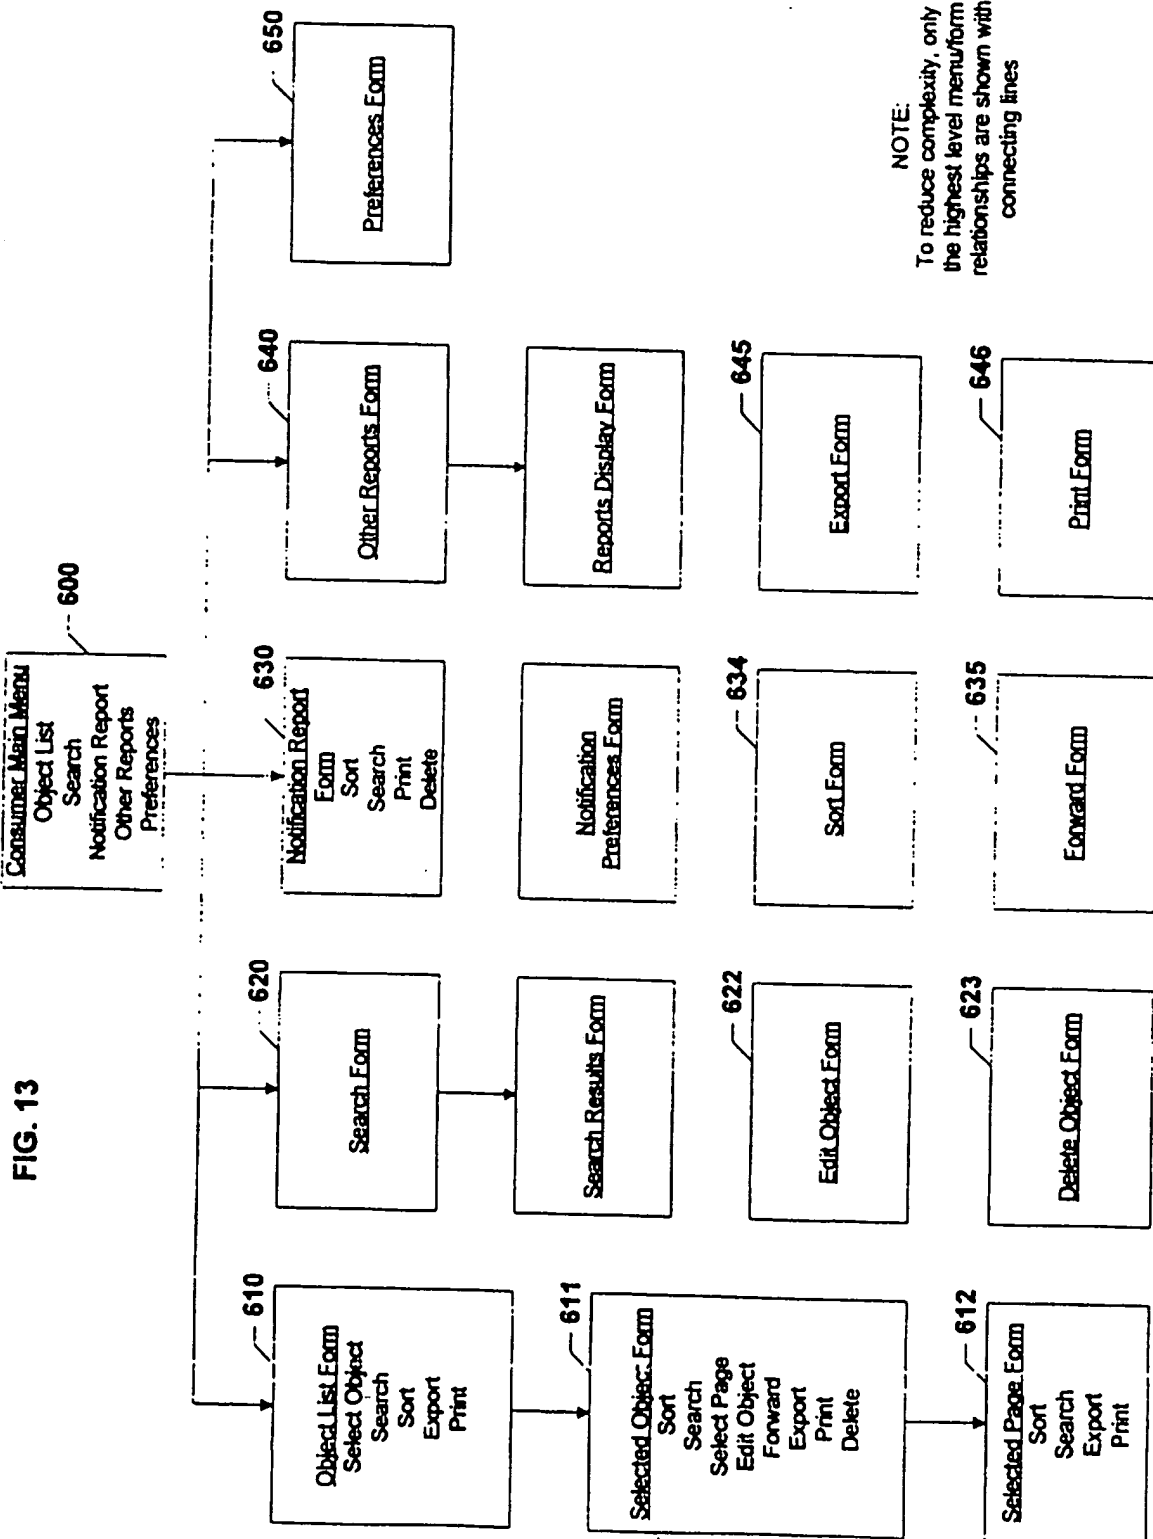 FIG. 13
Consumer Main Menu
Object List
Search
Notification Report
Other Reports
Preferences
600
610
Object List Form
Select Object
Search
Sort
Export
Print
620
Search Form
630
Notification Report
Form
Sort
Search
Print
Delete
640
Other Reports Form
650
Preferences Form
611
Selected Object Form
Sort
Search
Select Page
Edit Object
Forward
Export
Print
Delete
Search Results Form
Notification
Preferences Form
Reports Display Form
622
Edit Object Form
634
Sort Form
645
Export Form
612
Selected Page Form
Sort
Search
Export
Print
623
Delete Object Form
635
Forward Form
646
Print Form
NOTE:
To reduce complexity, only
the highest level menu/form
relationships are shown with
connecting lines